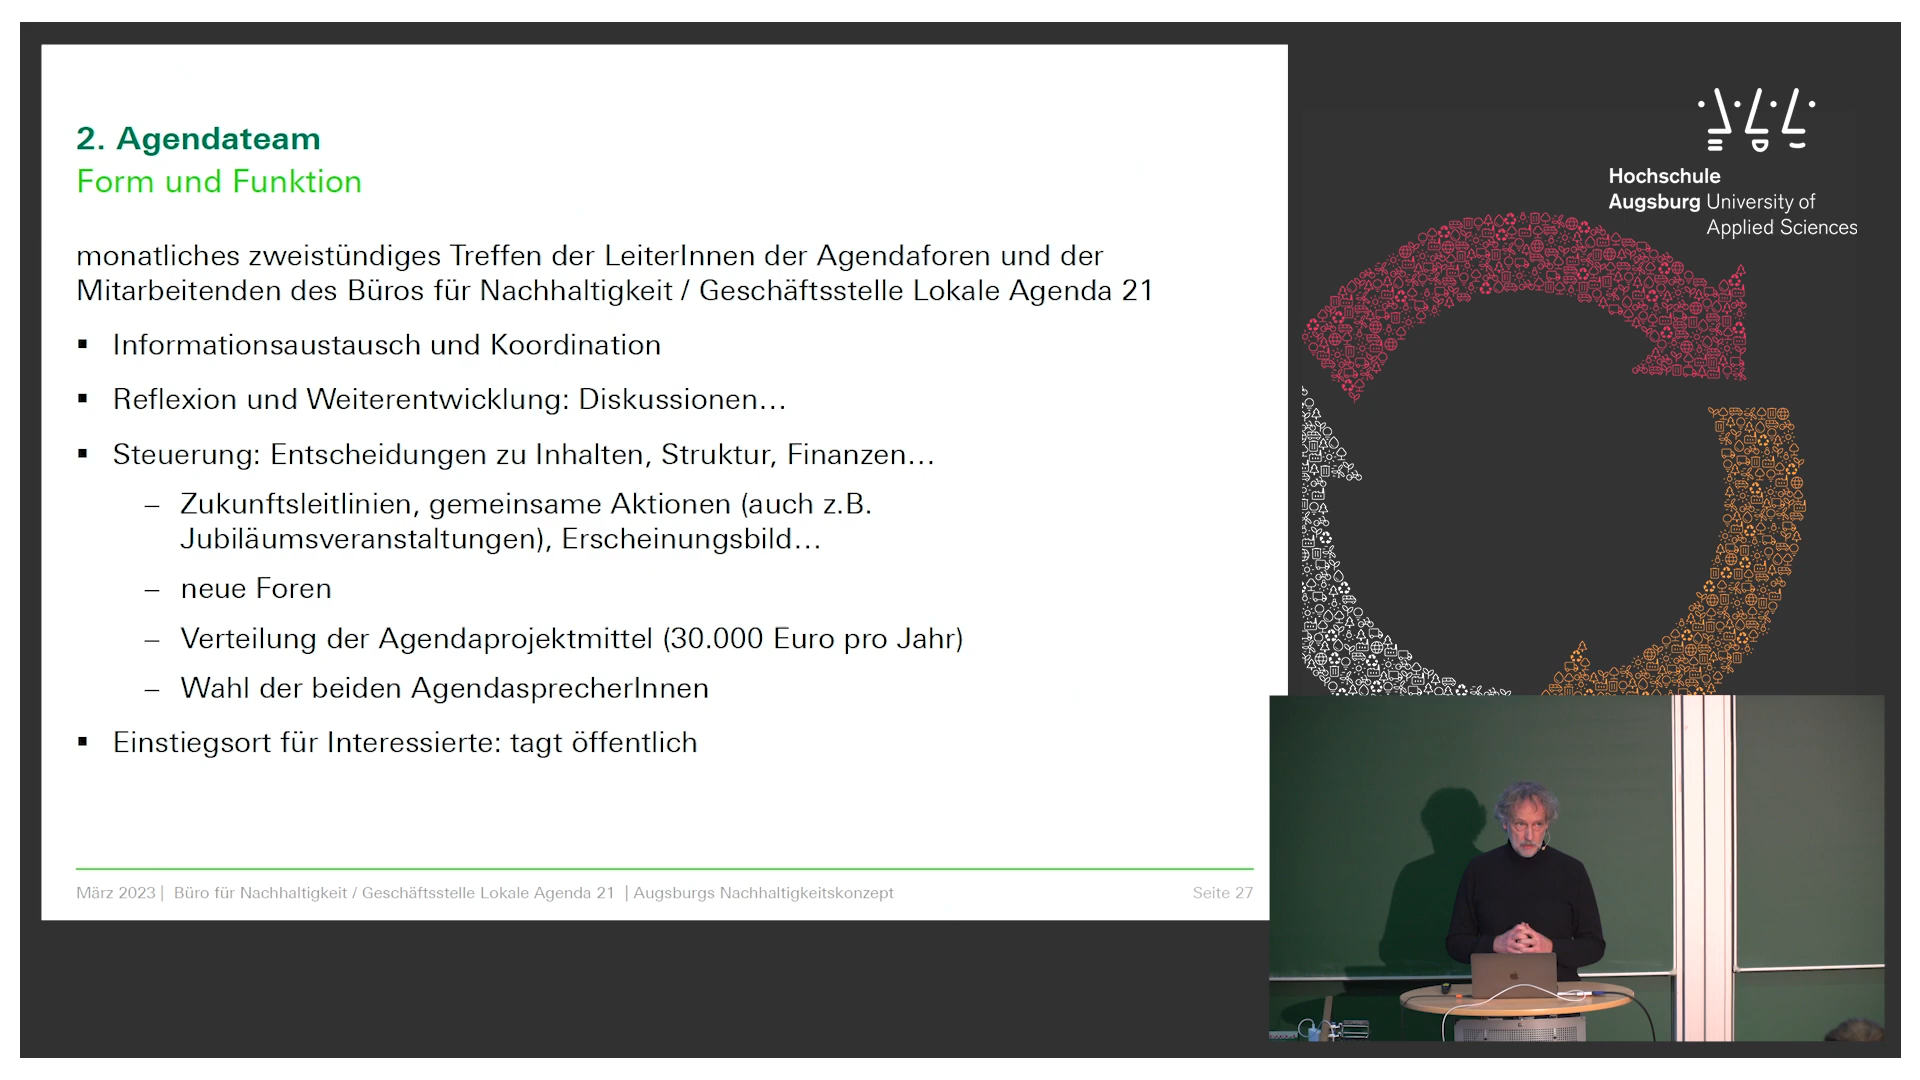 2. Agendateam
Form und Funktion
monatliches zweistündiges Treffen der LeiterInnen der Agendaforen und der
Mitarbeitenden des Büros für Nachhaltigkeit / Geschäftsstelle Lokale Agenda 21
▪ Informationsaustausch und Koordination
▪ Reflexion und Weiterentwicklung: Diskussionen…
▪ Steuerung: Entscheidungen zu Inhalten, Struktur, Finanzen…
– Zukunftsleitlinien, gemeinsame Aktionen (auch z.B.
Jubiläumsveranstaltungen), Erscheinungsbild…
– neue Foren
– Verteilung der Agendaprojektmittel (30.000 Euro pro Jahr)
– Wahl der beiden AgendasprecherInnen
▪ Einstiegsort für Interessierte: tagt öffentlich
März 2023 | Büro für Nachhaltigkeit / Geschäftsstelle Lokale Agenda 21 | Augsburgs Nachhaltigkeitskonzept
Seite 27
Hochschule
Augsburg University of
Applied Sciences